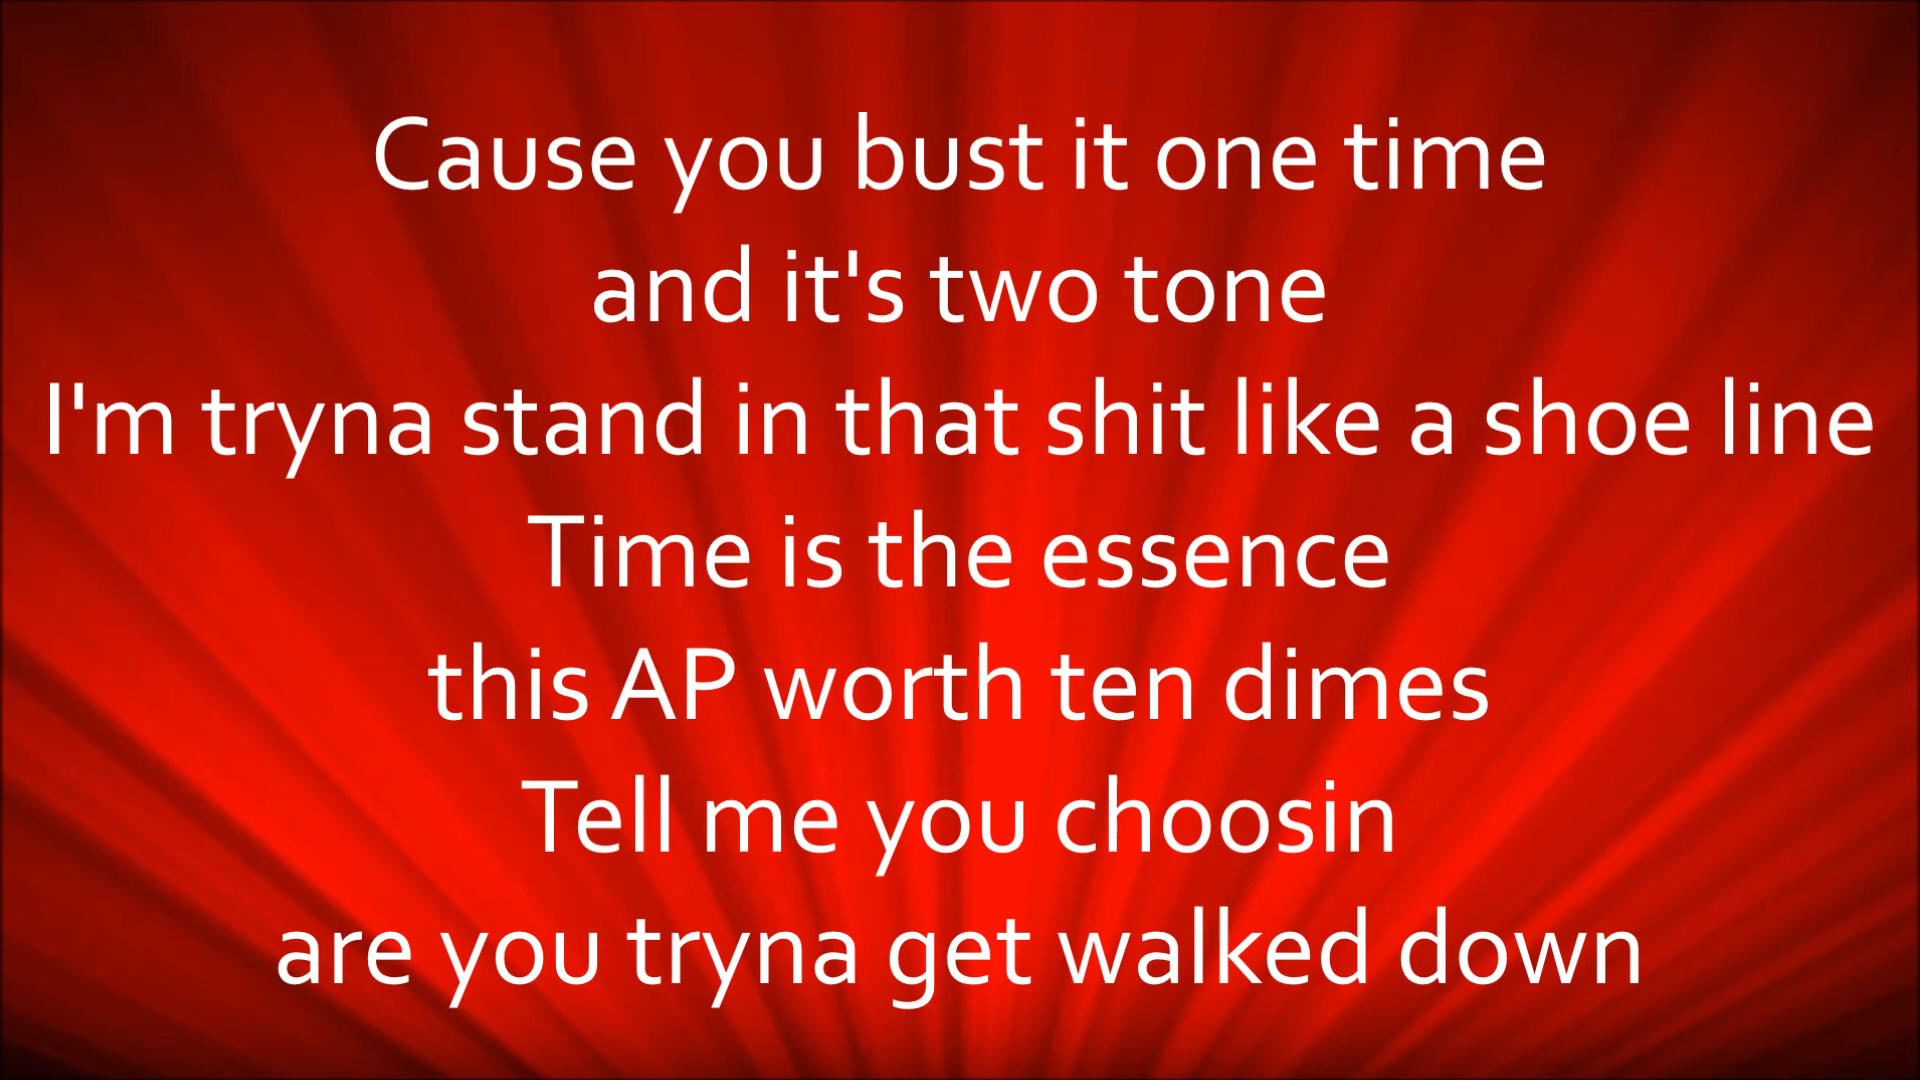 Cause you bust it one time
and it's two tone
I'm tryna stand in that shit like a shoe line
Time is the essence
this AP worth ten dimes
Tell me you choosin
are you tryna get walked down